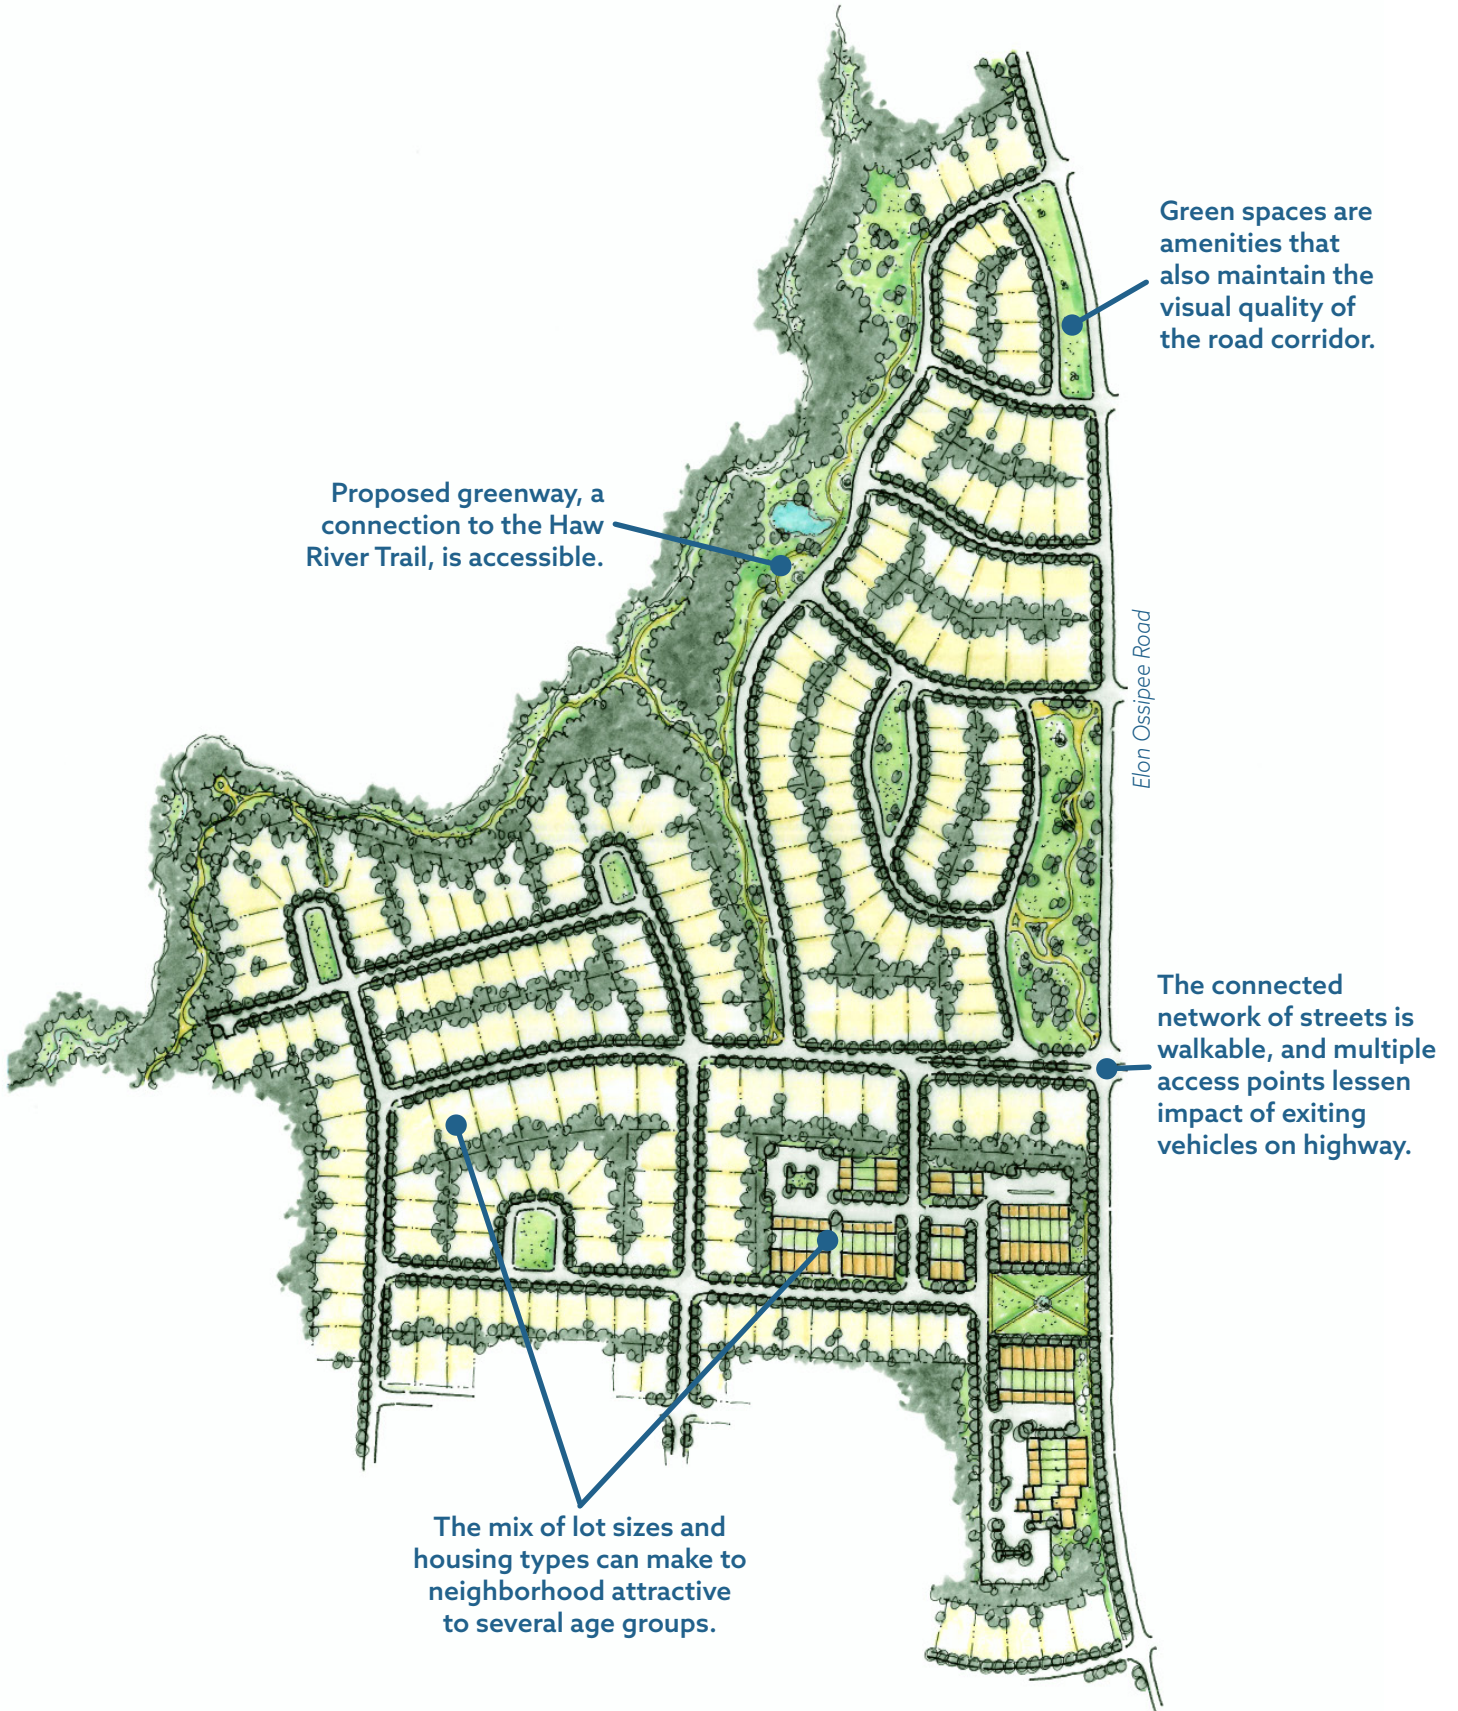 Green spaces are
amenities that
also maintain the
visual quality of
the road corridor.
Proposed greenway, a
connection to the Haw
River Trail, is accessible.
Elon Ossipee Road
The connected
network of streets is
walkable, and multiple
access points lessen
impact of exiting
vehicles on highway.
The mix of lot sizes and
housing types can make to
neighborhood attractive
to several age groups.